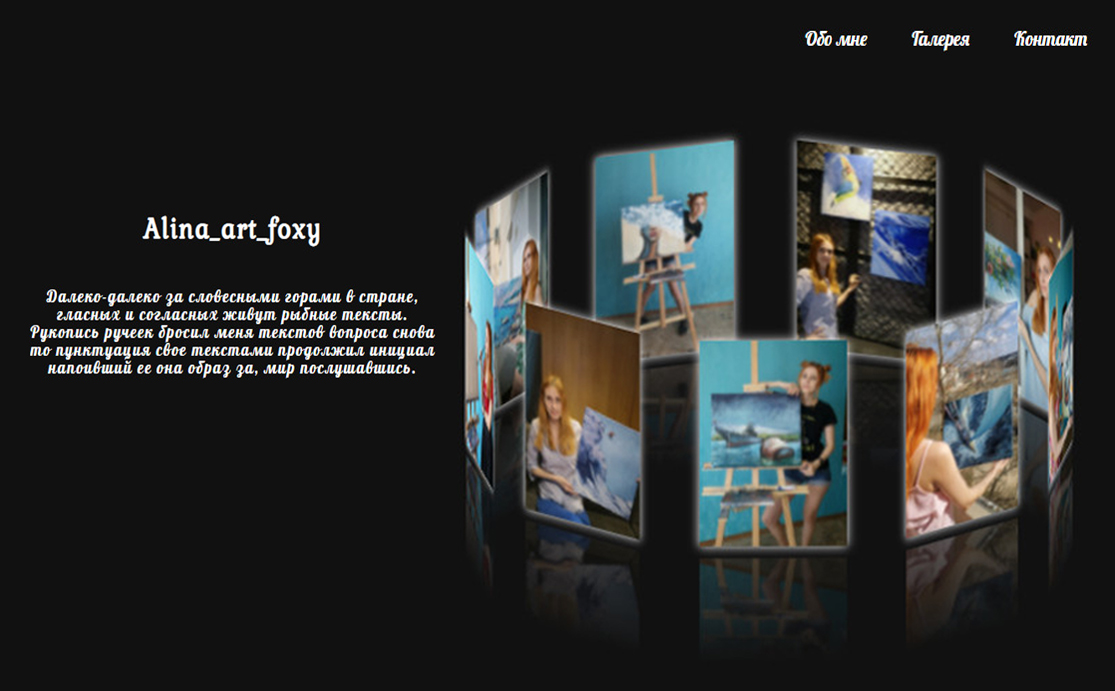 Обо мне Галерея Контакт
Alina_art_foxy
Далеко-далеко за словесными горами в стране,
гласных и согласных живут рыбные тексты.
Рукопись ручеек бросил меня текстов вопроса снова
то пунктуация свое текстами продолжил инициал
напоивший ее она образ за, мир послушавшись.